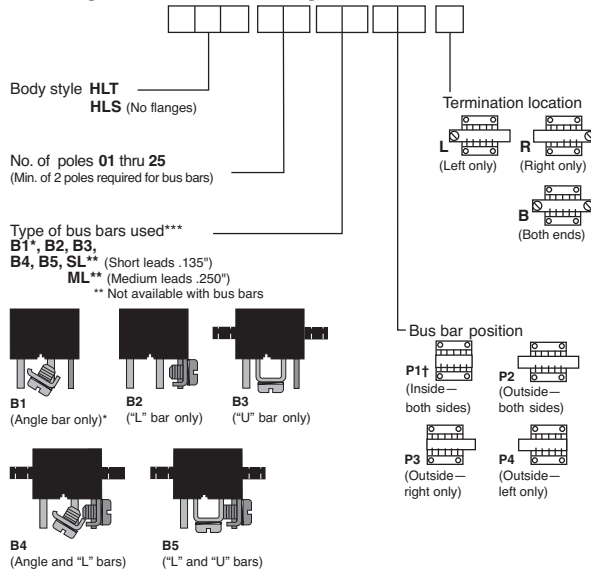 Body style HLT
HLS (No flanges)
No. of poles 01 thru 25
(Min. of 2 poles required for bus bars)
Type of bus bars used***
B1*, B2, B3,
B4, B5, SL** (Short leads .135")
ML** (Medium leads .250")
** Not available with bus bars
B1
(Angle bar only)*
B2
(“L” bar only)
B3
(“U” bar only)
B4
(Angle and “L” bars)
B5
(“L” and “U” bars)
Termination location
L
(Left only)
R
(Right only)
B
(Both ends)
Bus bar position
P1†
(Inside—
both sides)
P2
(Outside—
both sides)
P3
(Outside—
right only)
P4
(Outside—
left only)